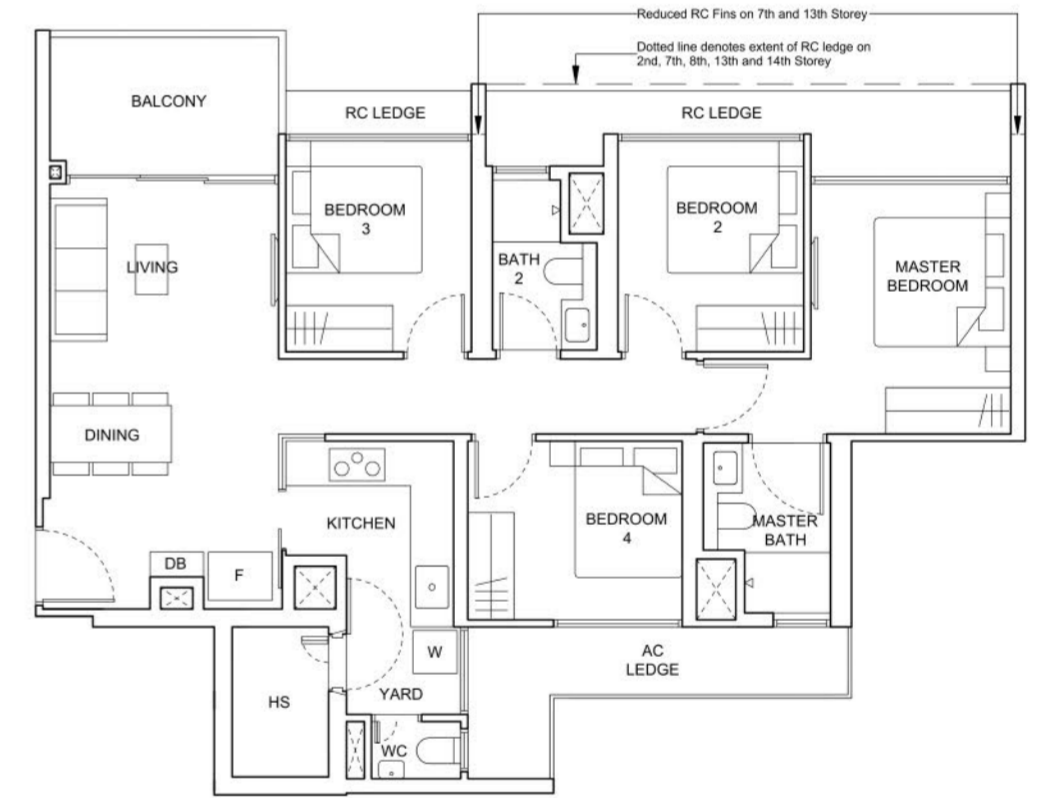 Reduced RC Fins on 7th and 13th Storey
Dotted line denotes extent of RC ledge on
2nd, 7th, 8th, 13th and 14th Storey
BALCONY
RC LEDGE
RC LEDGE
BEDROOM
3
BEDROOM
2
BATH
2
LIVING
MASTER
BEDROOM
DINING
KITCHEN
BEDROOM
4
MASTER
BATH
DB
F
W
AC
LEDGE
HS
YARD
WC